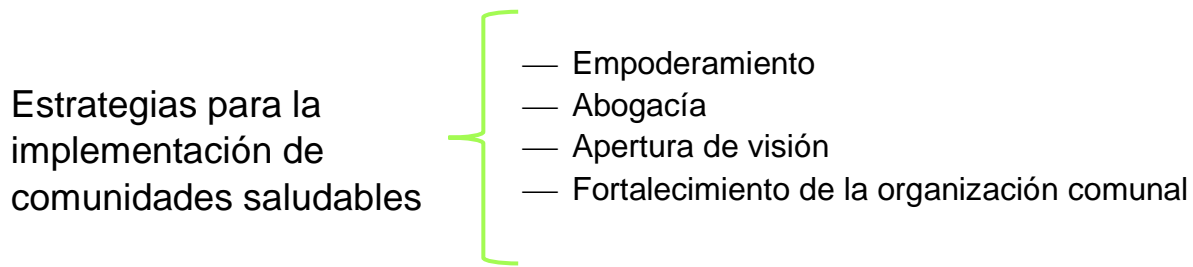 Estrategias para la
implementación de
comunidades saludables
— Empoderamiento
— Abogacía
— Apertura de visión
— Fortalecimiento de la organización comunal